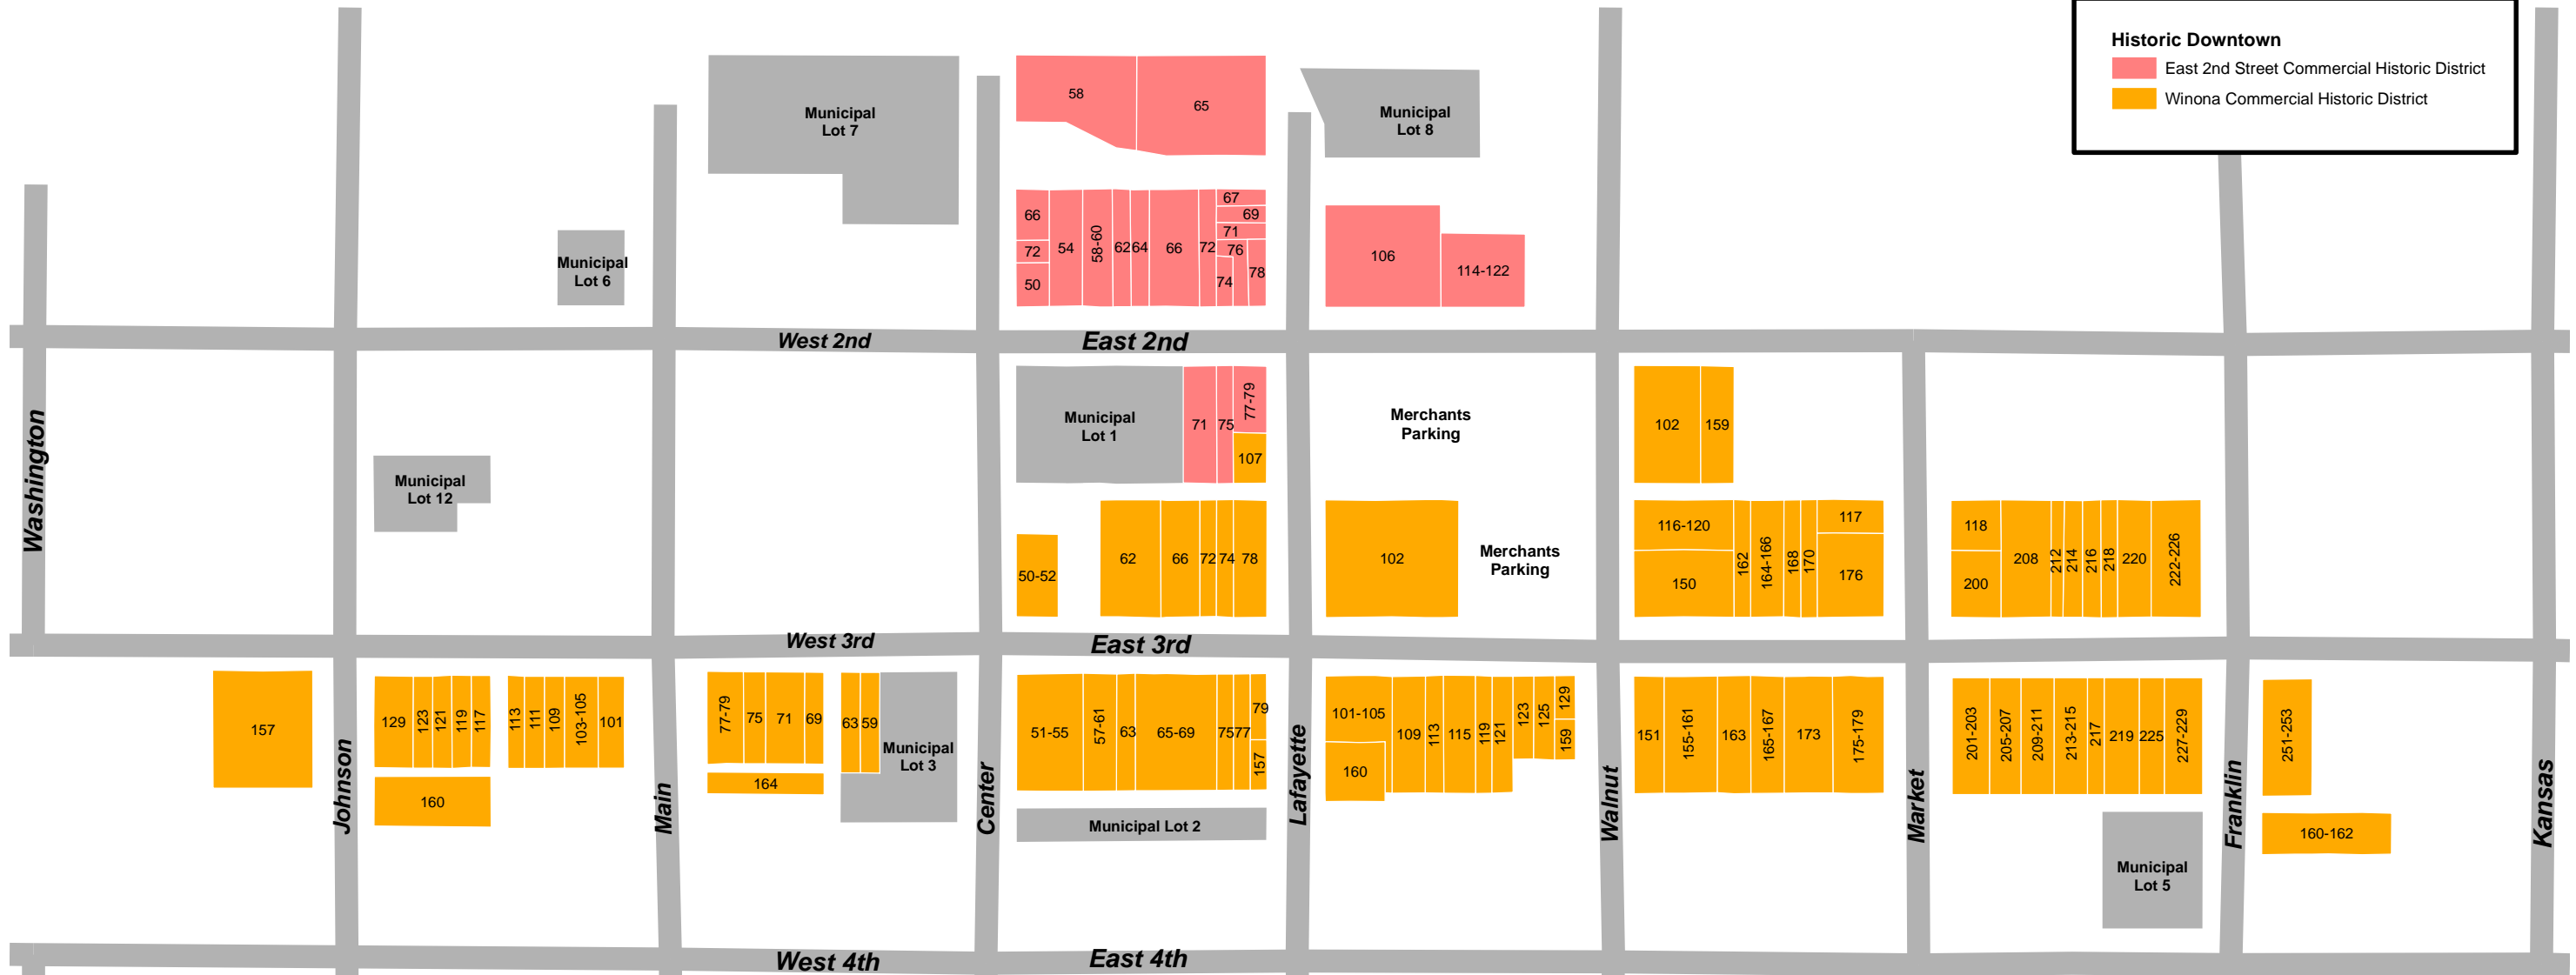 Historic Downtown
East 2nd Street Commercial Historic District
Winona Commercial Historic District
Municipal
Lot 7
58
65
Municipal
Lot 8
Municipal
Lot 6
66
72
50
54
58-60
62
64
66
72
67
69
71
76
74
78
106
114-122
West 2nd
East 2nd
Washington
Municipal
Lot 12
Municipal
Lot 1
71
75
77-79
107
Merchants
Parking
102
159
50-52
62
66
72
74
78
102
Merchants
Parking
116-120
150
162
164-166
168
170
117
176
118
200
208
212
214
216
218
220
222-226
West 3rd
East 3rd
157
Johnson
129
123
121
119
117
113
111
109
103-105
101
160
Main
77-79
75
71
69
63
59
164
Municipal
Lot 3
Center
51-55
57-61
63
65-69
75
77
79
157
Municipal Lot 2
Lafayette
101-105
160
109
113
115
119
121
123
125
129
159
Walnut
151
155-161
163
165-167
173
175-179
Market
201-203
205-207
209-211
213-215
217
219
225
227-229
Municipal
Lot 5
Franklin
251-253
160-162
Kansas
West 4th
East 4th